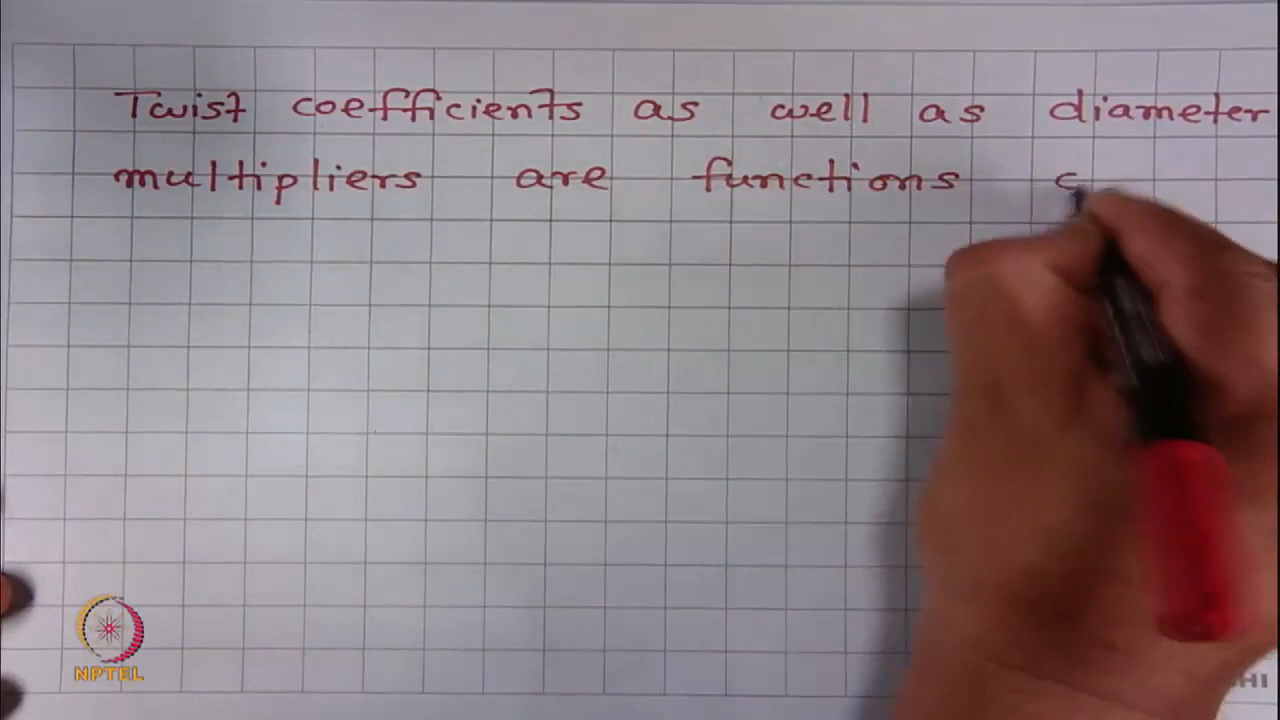 Twist coefficients as well as diameter
multipliers are functions
NPTEL